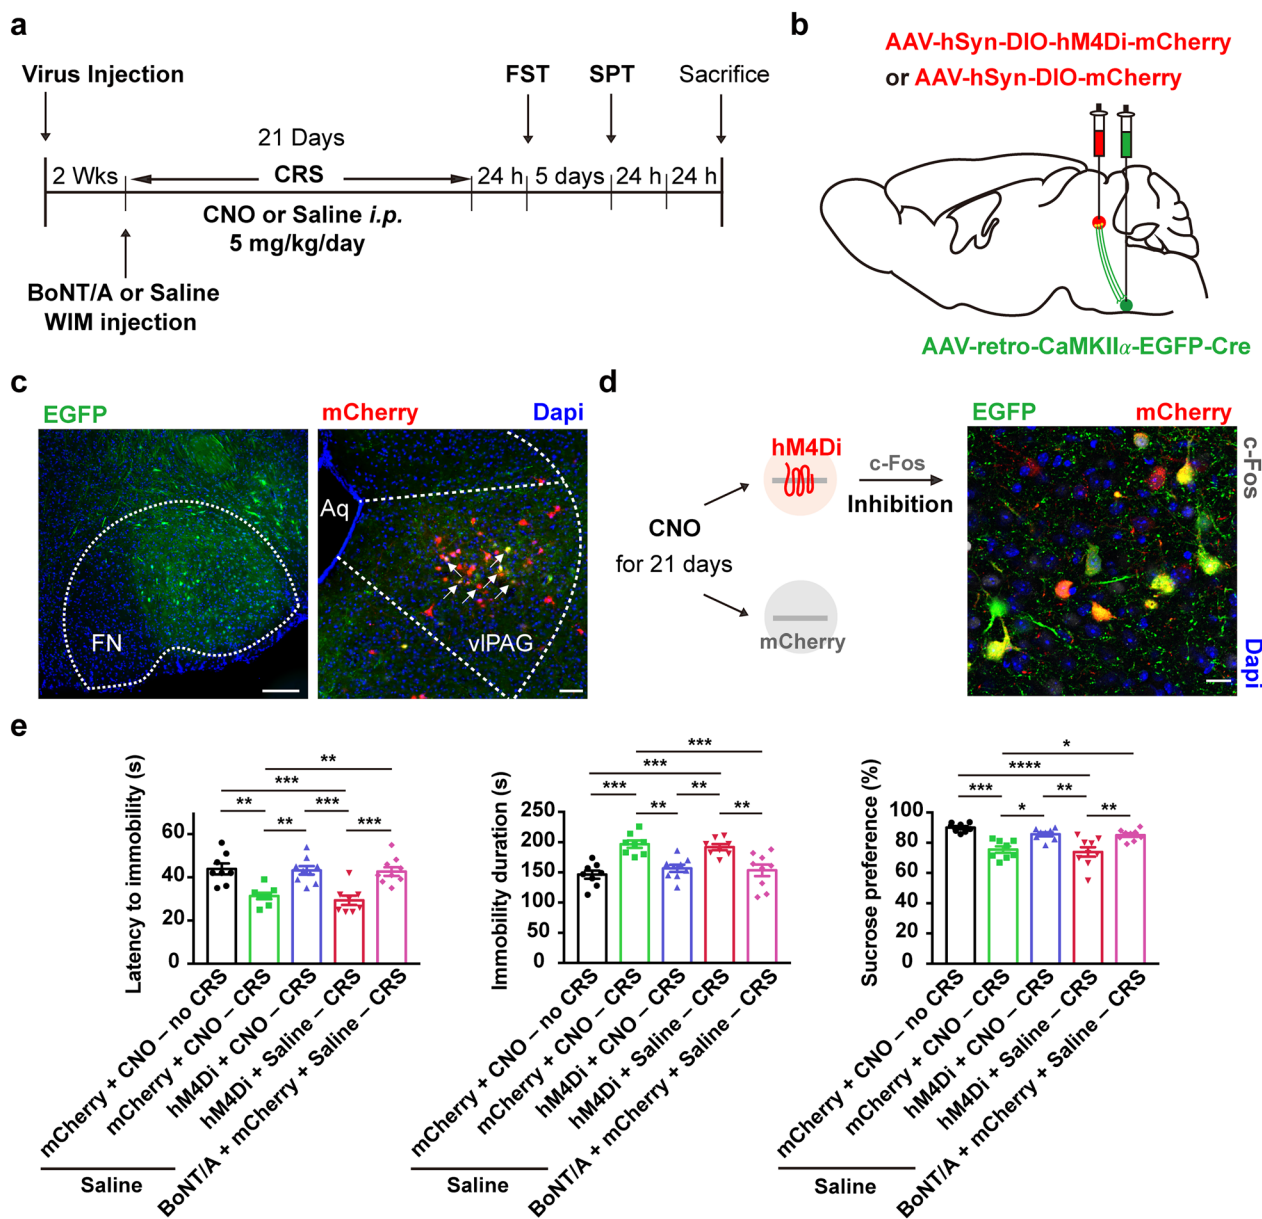 a
Virus Injection
FST
SPT
Sacrifice
21 Days
2 Wks
CRS
24 h
5 days
24 h
24 h
CNO or Saline i.p.
5 mg/kg/day
BoNT/A or Saline
WIM injection
b
AAV-hSyn-DIO-hM4Di-mCherry
or AAV-hSyn-DIO-mCherry
AAV-retro-CaMKIIα-EGFP-Cre
c
EGFP
mCherry
Dapi
FN
Aq
vlPAG
d
CNO
for 21 days
hM4Di
mCherry
c-Fos
Inhibition
EGFP
mCherry
c-Fos
Dapi
e
Latency to immobility (s)
60
40
20
0
**
***
**
***
**
***
mCherry + CNO – no CRS
mCherry + CNO – CRS
hM4Di + CNO – CRS
hM4Di + Saline – CRS
BoNT/A + mCherry + Saline – CRS
Saline
Immobility duration (s)
250
200
150
100
50
0
***
***
***
**
**
**
mCherry + CNO – no CRS
mCherry + CNO – CRS
hM4Di + CNO – CRS
hM4Di + Saline – CRS
BoNT/A + mCherry + Saline – CRS
Saline
Sucrose preference (%)
100
80
60
40
20
0
*
****
***
**
*
**
mCherry + CNO – no CRS
mCherry + CNO – CRS
hM4Di + CNO – CRS
hM4Di + Saline – CRS
BoNT/A + mCherry + Saline – CRS
Saline